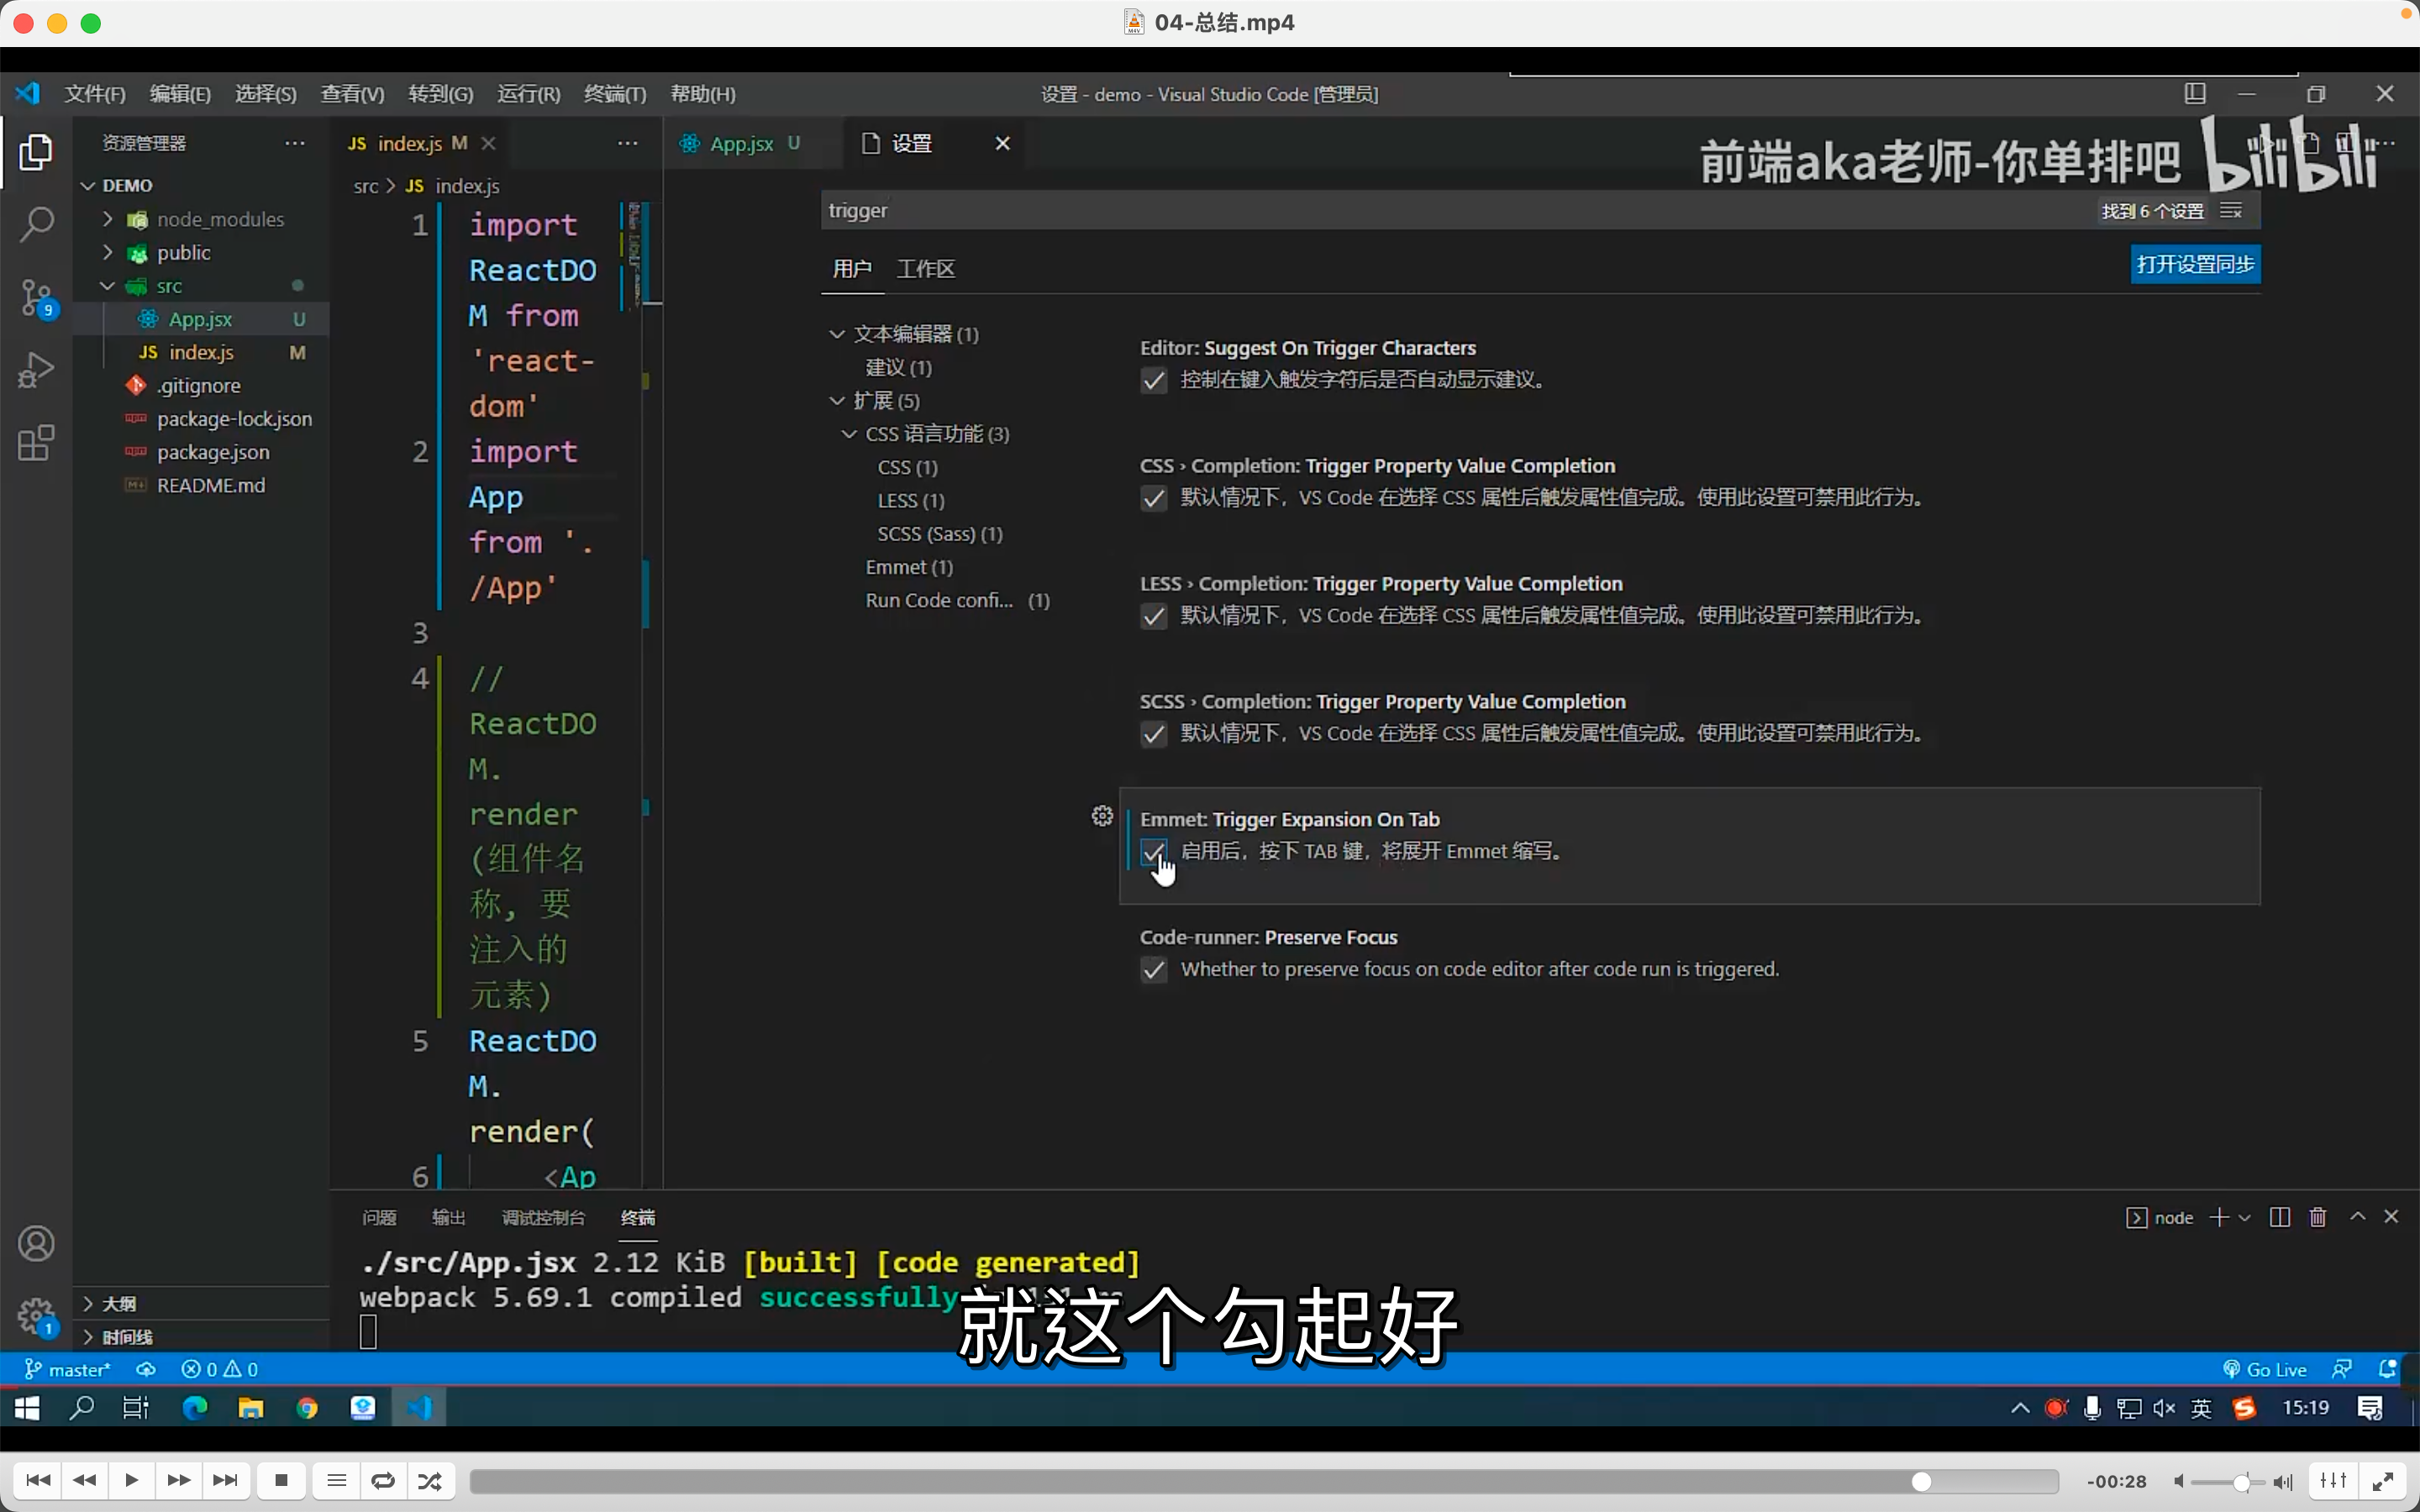 04-总结.mp4
文件(F) 编辑(E) 选择(S) 查看(V) 转到(G) 运行(R) 终端(T) 帮助(H)
设置 - demo - Visual Studio Code [管理员]
资源管理器
JS index.js M
App.jsx U
设置
前端aka老师-你单排吧 bilibili
DEMO
node_modules
public
src
App.jsx U
JS index.js M
.gitignore
package-lock.json
package.json
README.md
大纲
时间线
9
1
src > JS index.js
1 import
ReactDO
M from
'react-
dom'
2 import
App
from '.
/App'
3
4 //
ReactDO
M.
render
(组件名
称, 要
注入的
元素)
5 ReactDO
M.
render(
6 <Ap
trigger
找到 6 个设置
用户 工作区
打开设置同步
文本编辑器 (1)
建议 (1)
扩展 (5)
CSS 语言功能 (3)
CSS (1)
LESS (1)
SCSS (Sass) (1)
Emmet (1)
Run Code confi... (1)
Editor: Suggest On Trigger Characters
控制在键入触发字符后是否自动显示建议。
CSS › Completion: Trigger Property Value Completion
默认情况下，VS Code 在选择 CSS 属性后触发属性值完成。使用此设置可禁用此行为。
LESS › Completion: Trigger Property Value Completion
默认情况下，VS Code 在选择 CSS 属性后触发属性值完成。使用此设置可禁用此行为。
SCSS › Completion: Trigger Property Value Completion
默认情况下，VS Code 在选择 CSS 属性后触发属性值完成。使用此设置可禁用此行为。
Emmet: Trigger Expansion On Tab
启用后，按下 TAB 键，将展开 Emmet 缩写。
Code-runner: Preserve Focus
Whether to preserve focus on code editor after code run is triggered.
问题 输出 调试控制台 终端
node
./src/App.jsx 2.12 KiB [built] [code generated]
webpack 5.69.1 compiled successfully
就这个勾起好
master* 0 0
Go Live
英 15:19
-00:28